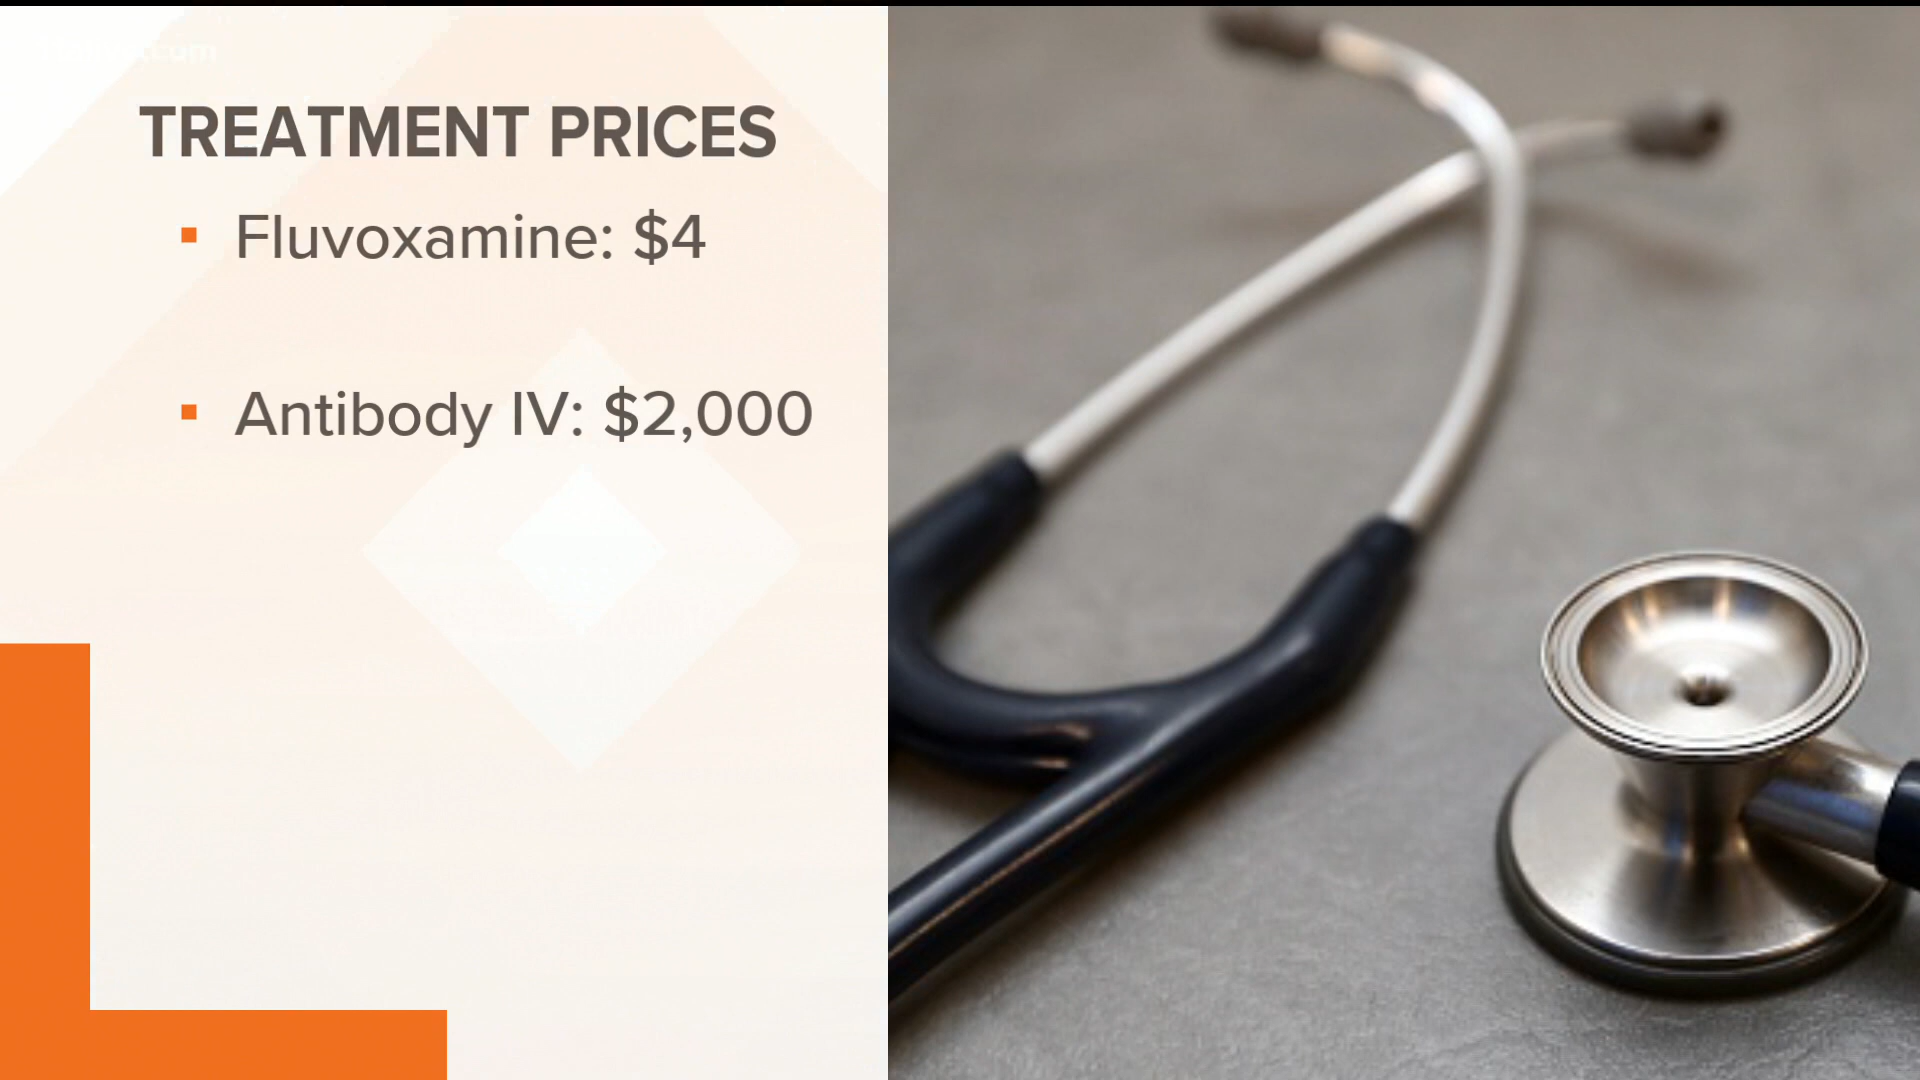 TREATMENT PRICES
▪ Fluvoxamine: $4
▪ Antibody IV: $2,000